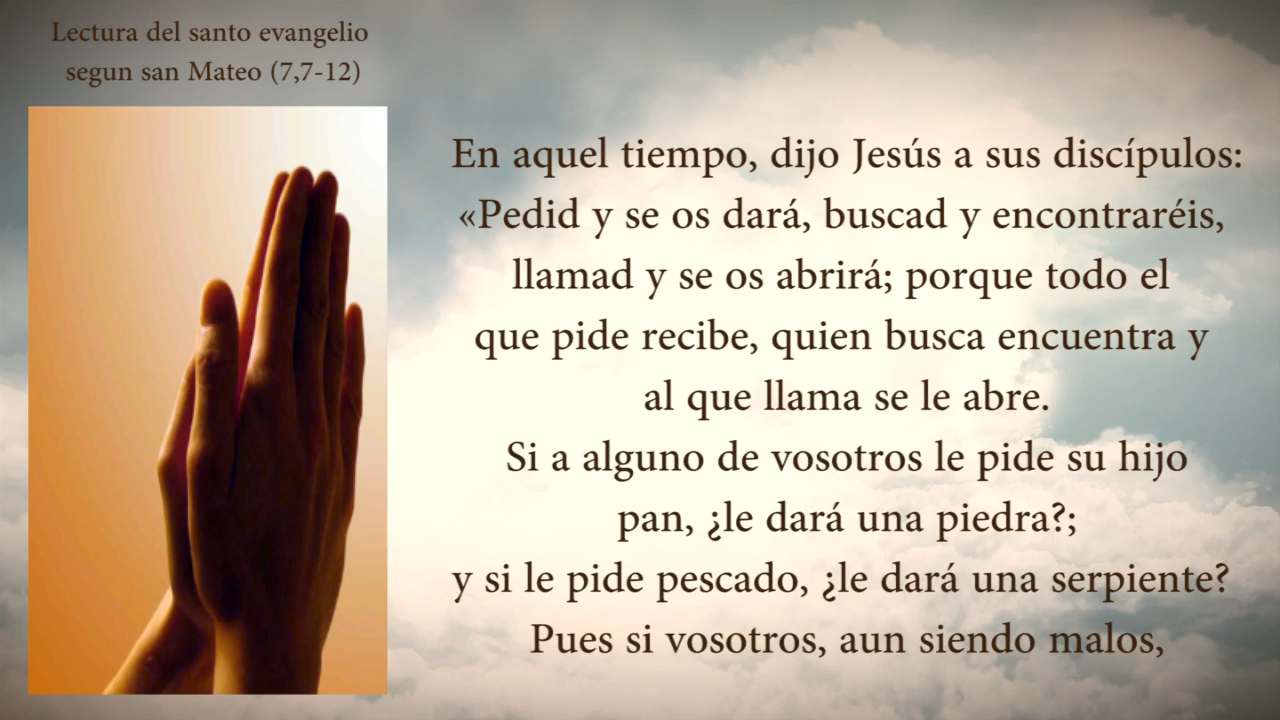 Lectura del santo evangelio
segun san Mateo (7,7-12)
En aquel tiempo, dijo Jesús a sus discípulos:
«Pedid y se os dará, buscad y encontraréis,
llamad y se os abrirá; porque todo el
que pide recibe, quien busca encuentra y
al que llama se le abre.
Si a alguno de vosotros le pide su hijo
pan, ¿le dará una piedra?;
y si le pide pescado, ¿le dará una serpiente?
Pues si vosotros, aun siendo malos,